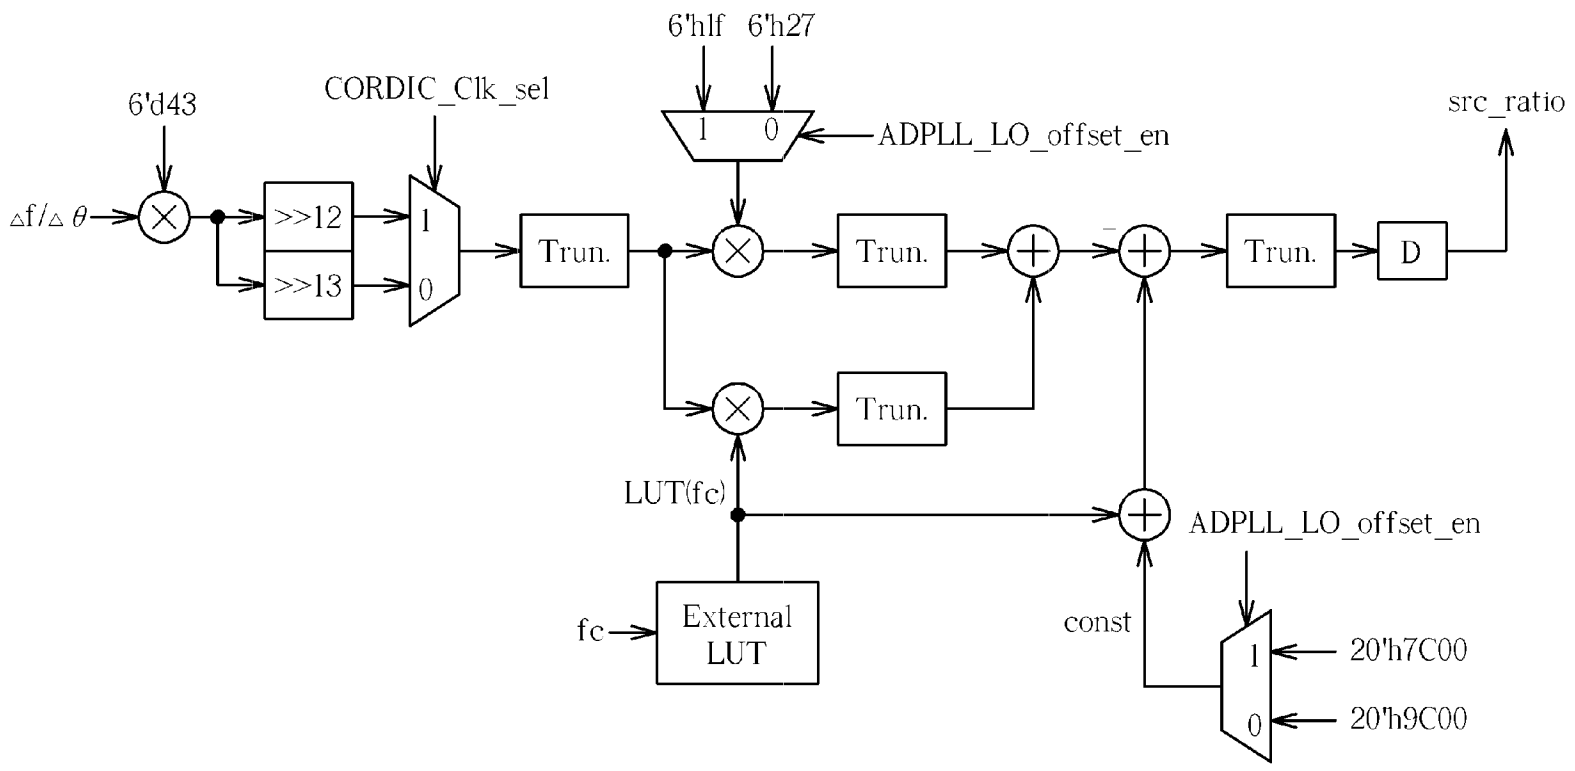 6'h1f 6'h27
CORDIC_Clk_sel
6'd43
src_ratio
1 0
ADPLL_LO_offset_en
△f/△θ
>>12
1
Trun.
Trun.
−
Trun.
D
>>13
0
Trun.
LUT(fc)
ADPLL_LO_offset_en
External
LUT
fc
const
1
20'h7C00
0
20'h9C00